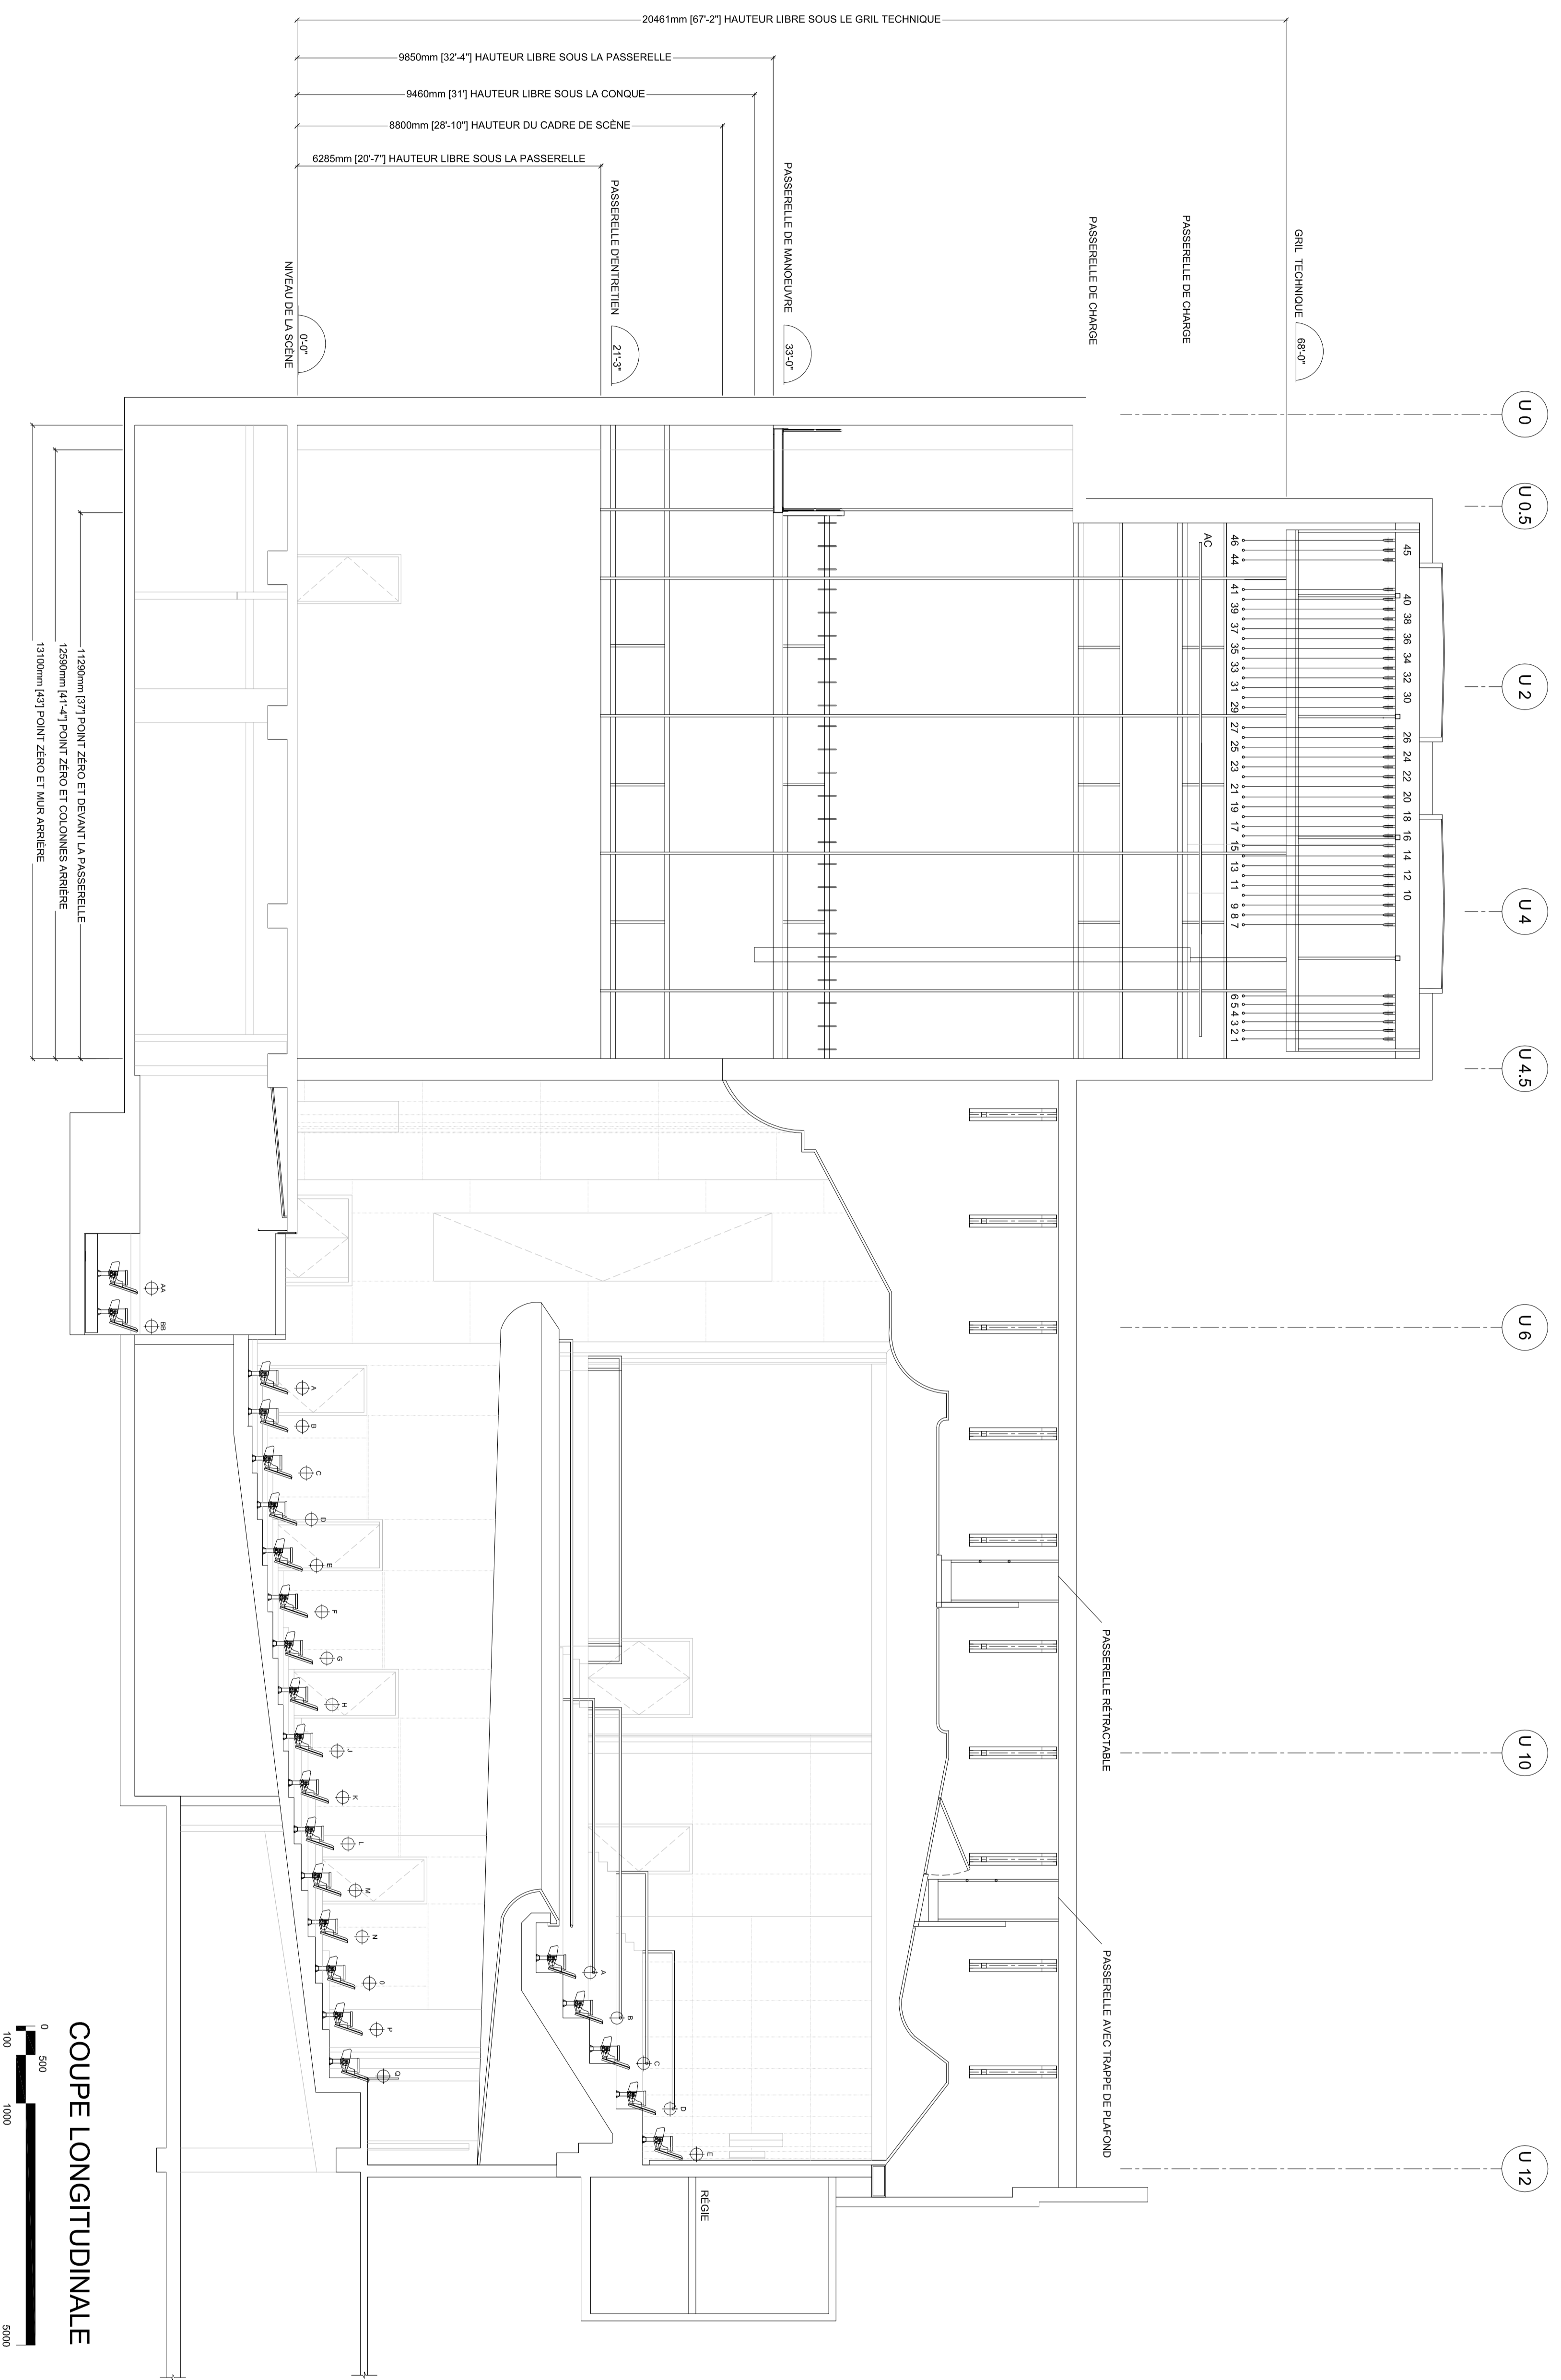 20461mm [67'-2"] HAUTEUR LIBRE SOUS LE GRIL TECHNIQUE
9850mm [32'-4"] HAUTEUR LIBRE SOUS LA PASSERELLE
9460mm [31'] HAUTEUR LIBRE SOUS LA CONQUE
8800mm [28'-10"] HAUTEUR DU CADRE DE SCÈNE
6285mm [20'-7"] HAUTEUR LIBRE SOUS LA PASSERELLE
GRIL TECHNIQUE
68'-0"
PASSERELLE DE CHARGE
PASSERELLE DE CHARGE
PASSERELLE DE MANOEUVRE
33'-0"
PASSERELLE D'ENTRETIEN
21'-3"
NIVEAU DE LA SCÈNE
0'-0"
U 0
U 0.5
U 2
U 4
U 4.5
U 6
U 10
U 12
45 40 38 36 34 32 30 26 24 22 20 18 16 14 12 10
46 44 41 39 37 35 33 31 29 27 25 23 21 19 17 15 13 11 9 8 7 6 5 4 3 2 1
AC
PASSERELLE RÉTRACTABLE
PASSERELLE AVEC TRAPPE DE PLAFOND
RÉGIE
A
B
C
D
E
AA
BB
A
B
C
D
E
F
G
H
J
K
L
M
N
0
P
Q
11290mm [37'] POINT ZÉRO ET DEVANT LA PASSERELLE
12590mm [41'-4"] POINT ZÉRO ET COLONNES ARRIÈRE
13100mm [43'] POINT ZÉRO ET MUR ARRIÈRE
COUPE LONGITUDINALE
0 500
100 1000 5000